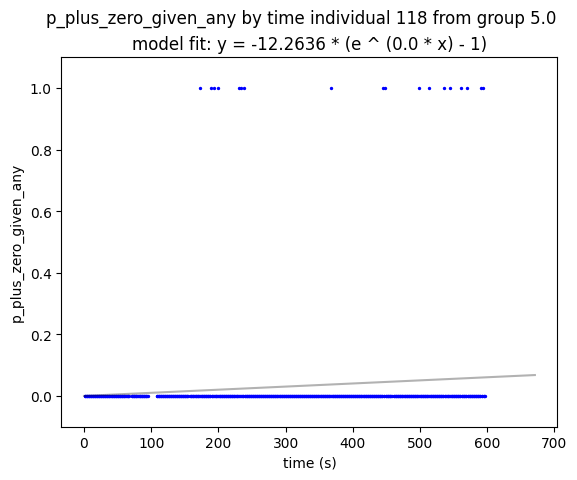 p_plus_zero_given_any by time individual 118 from group 5.0
model fit: y = -12.2636 * (e ^ (0.0 * x) - 1)
1.0
0.8
0.6
0.4
0.2
0.0
p_plus_zero_given_any
0 100 200 300 400 500 600 700
time (s)